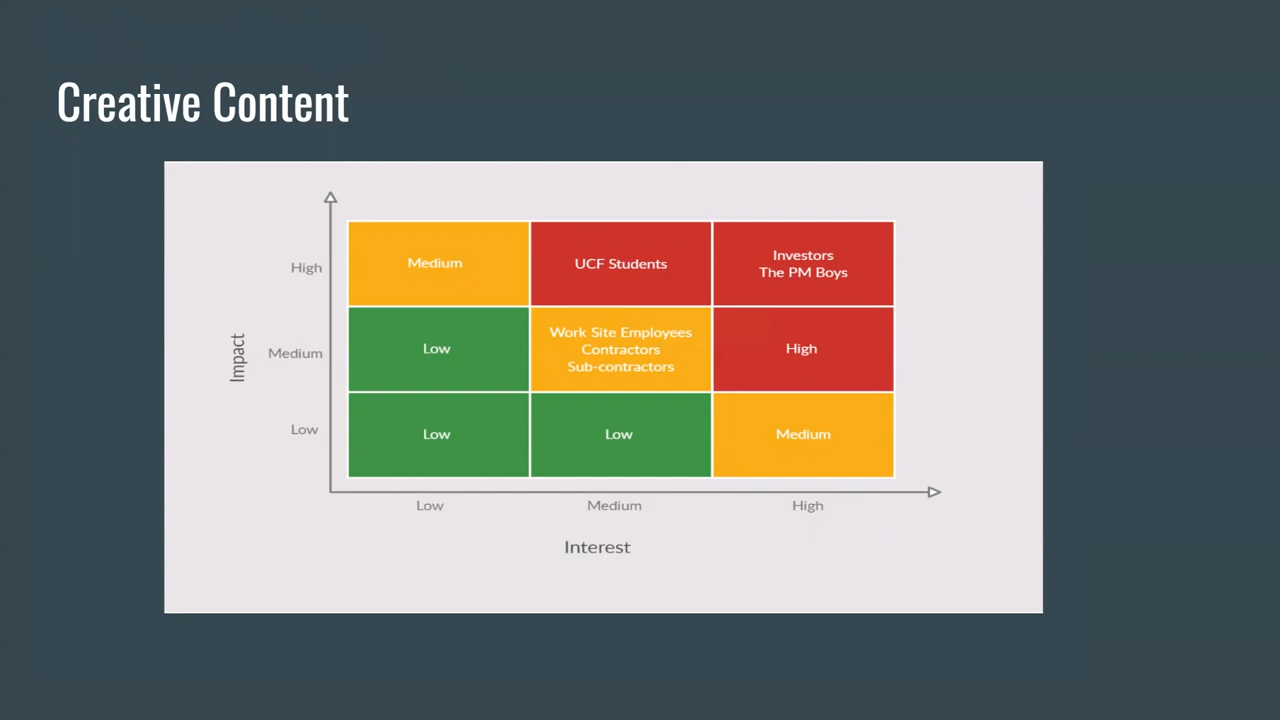 Creative Content
High
Medium
UCF Students
Investors
The PM Boys
Impact
Medium
Low
Work Site Employees
Contractors
Sub-contractors
High
Low
Low
Low
Medium
Low
Medium
High
Interest